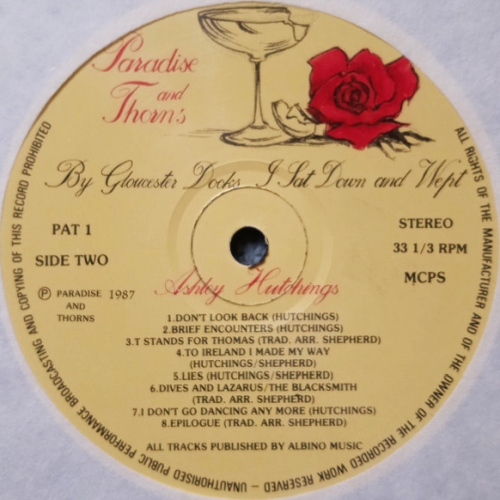 Paradise
and
Thorns
By Gloucester Docks I Sat Down and Wept
PAT 1
SIDE TWO
STEREO
33 1/3 RPM
MCPS
Ⓟ PARADISE 1987
AND
THORNS
Ashley Hutchings
1.DON'T LOOK BACK (HUTCHINGS)
2.BRIEF ENCOUNTERS (HUTCHINGS)
3.T STANDS FOR THOMAS (TRAD. ARR. SHEPHERD)
4.TO IRELAND I MADE MY WAY
(HUTCHINGS/SHEPHERD)
5.LIES (HUTCHINGS/SHEPHERD)
6.DIVES AND LAZARUS/THE BLACKSMITH
(TRAD. ARR. SHEPHERD)
7.I DON'T GO DANCING ANY MORE (HUTCHINGS)
8.EPILOGUE (TRAD. ARR. SHEPHERD)
ALL TRACKS PUBLISHED BY ALBINO MUSIC
ALL RIGHTS OF THE MANUFACTURER AND OF THE OWNER OF THE RECORDED WORK RESERVED - UNAUTHORISED PUBLIC PERFORMANCE BROADCASTING AND COPYING OF THIS RECORD PROHIBITED